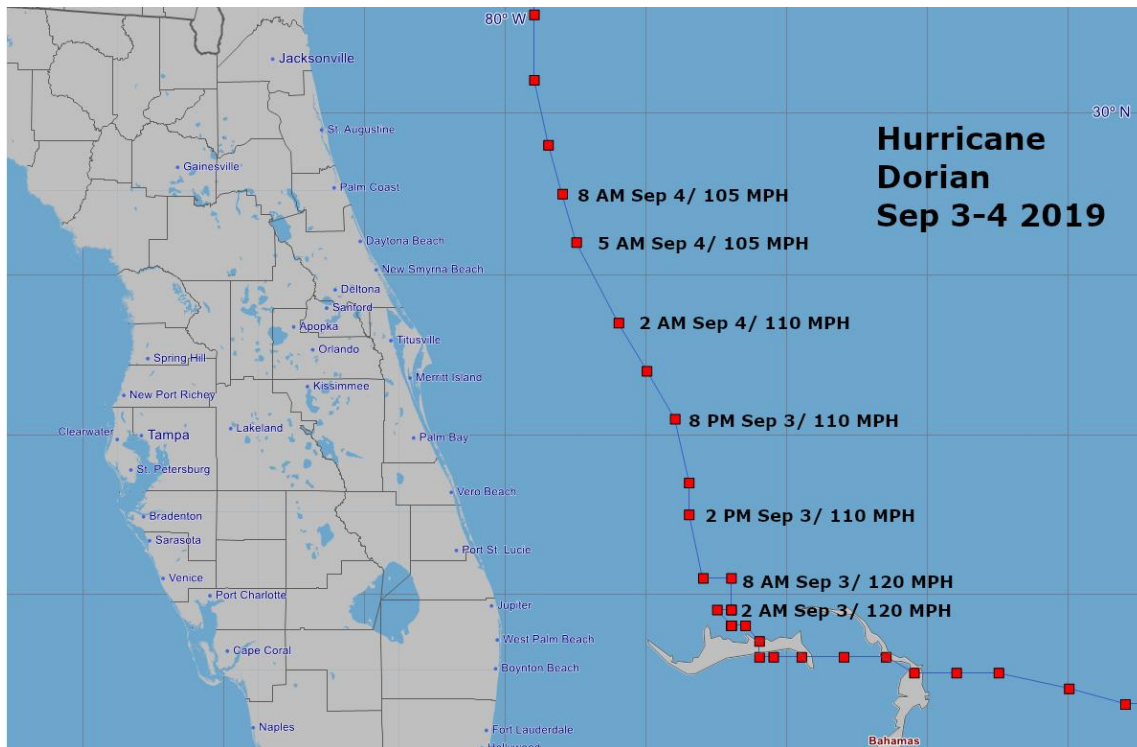 80° W
Jacksonville
30° N
Hurricane
Dorian
Sep 3-4 2019
St. Augustine
Gainesville
Palm Coast
8 AM Sep 4/ 105 MPH
Daytona Beach
5 AM Sep 4/ 105 MPH
New Smyrna Beach
Deltona
Sanford
Apopka
2 AM Sep 4/ 110 MPH
Titusville
Orlando
Spring Hill
Merritt Island
Kissimmee
New Port Richey
8 PM Sep 3/ 110 MPH
Lakeland
Clearwater
Tampa
Palm Bay
St. Petersburg
Vero Beach
Bradenton
2 PM Sep 3/ 110 MPH
Sarasota
Port St. Lucie
Venice
8 AM Sep 3/ 120 MPH
Port Charlotte
Jupiter
2 AM Sep 3/ 120 MPH
West Palm Beach
Cape Coral
Boynton Beach
Naples
Fort Lauderdale
Bahamas